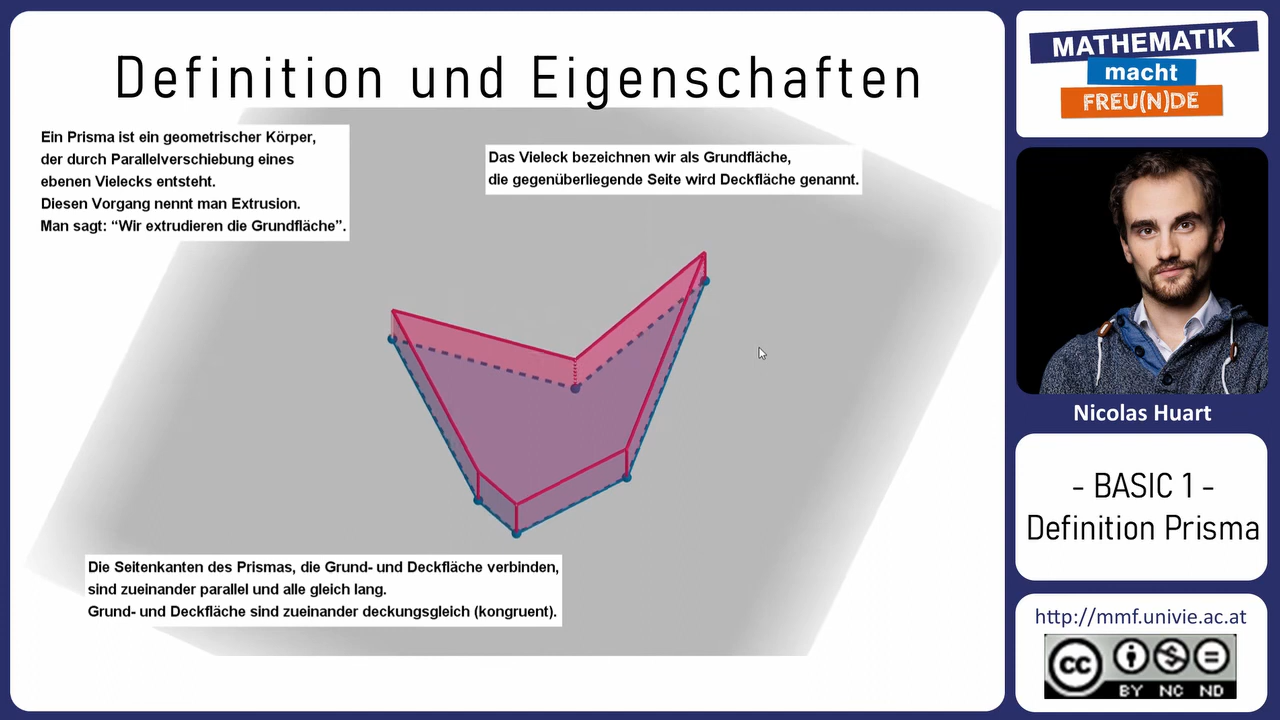 Definition und Eigenschaften
Ein Prisma ist ein geometrischer Körper,
der durch Parallelverschiebung eines
ebenen Vielecks entsteht.
Diesen Vorgang nennt man Extrusion.
Man sagt: “Wir extrudieren die Grundfläche”.
Das Vieleck bezeichnen wir als Grundfläche,
die gegenüberliegende Seite wird Deckfläche genannt.
Die Seitenkanten des Prismas, die Grund- und Deckfläche verbinden,
sind zueinander parallel und alle gleich lang.
Grund- und Deckfläche sind zueinander deckungsgleich (kongruent).
MATHEMATIK
macht
FREU(N)DE
Nicolas Huart
- BASIC 1 -
Definition Prisma
http://mmf.univie.ac.at
cc
BY NC ND